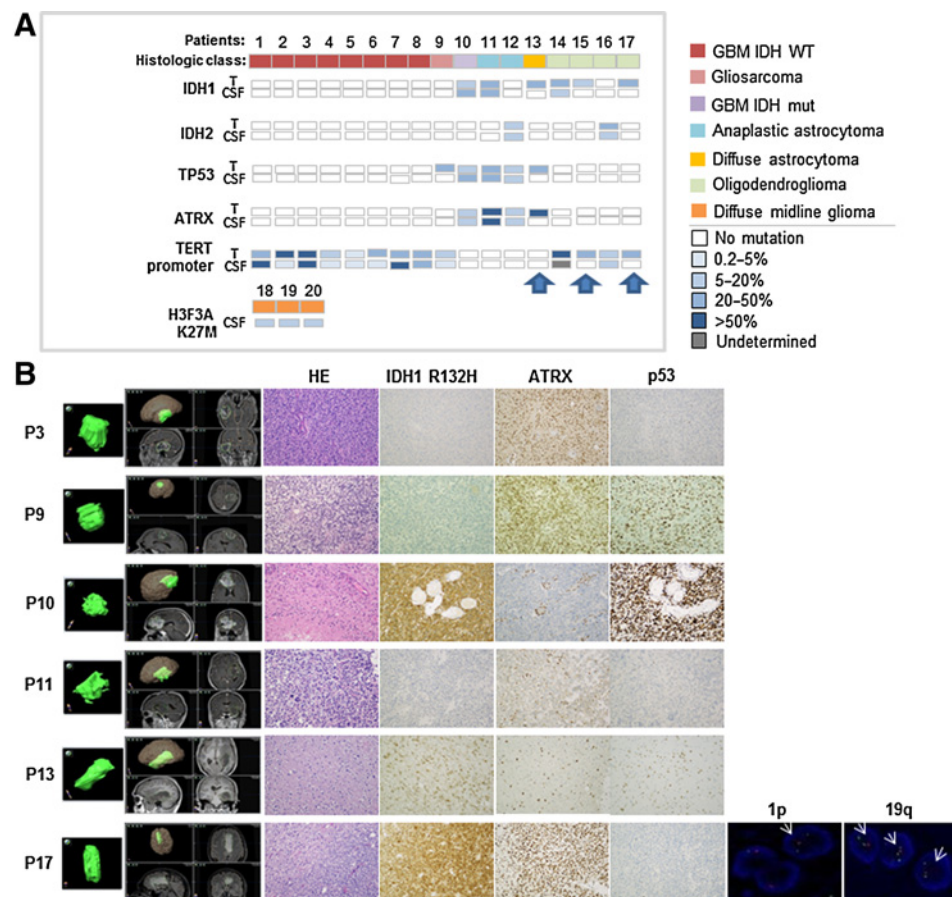 A
Patients:
1 2 3 4 5 6 7 8 9 10 11 12 13 14 15 16 17
Histologic class:
IDH1 T
CSF
IDH2 T
CSF
TP53 T
CSF
ATRX T
CSF
TERT T
promoter CSF
18 19 20
H3F3A
K27M CSF
GBM IDH WT
Gliosarcoma
GBM IDH mut
Anaplastic astrocytoma
Diffuse astrocytoma
Oligodendroglioma
Diffuse midline glioma
No mutation
0.2–5%
5–20%
20–50%
>50%
Undetermined
B
HE IDH1 R132H ATRX p53
P3
P9
P10
P11
P13
P17
1p 19q